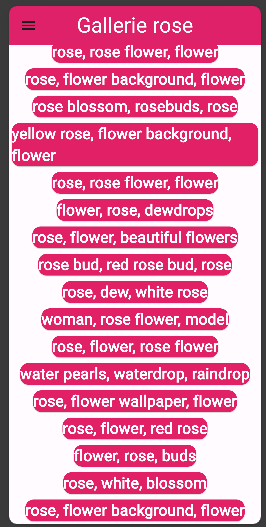 Gallerie rose
rose, rose flower, flower
rose, flower background, flower
rose blossom, rosebuds, rose
yellow rose, flower background,
flower
rose, rose flower, flower
flower, rose, dewdrops
rose, flower, beautiful flowers
rose bud, red rose bud, rose
rose, dew, white rose
woman, rose flower, model
rose, flower, rose flower
water pearls, waterdrop, raindrop
rose, flower wallpaper, flower
rose, flower, red rose
flower, rose, buds
rose, white, blossom
rose, flower background, flower